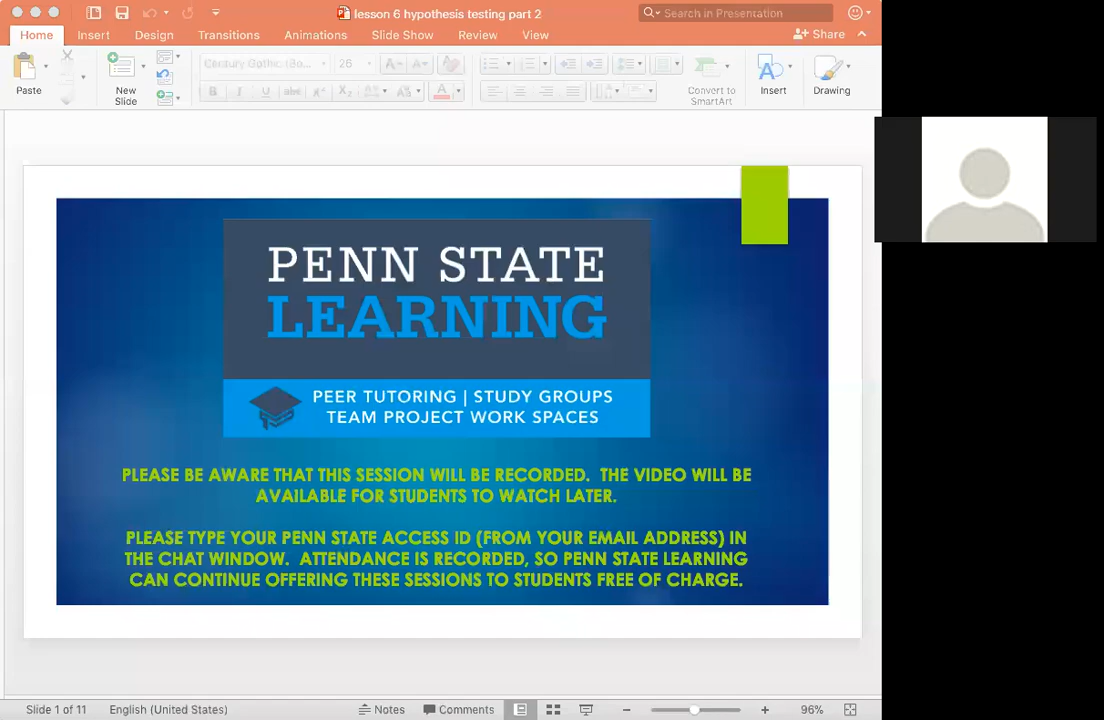 lesson 6 hypothesis testing part 2
Search in Presentation
Home Insert Design Transitions Animations Slide Show Review View
Share
Century Gothic (Bo... 26
Paste
New
Slide
B I U abc X² X₂ A
Convert to
SmartArt
Insert
Drawing
PENN STATE
LEARNING
PEER TUTORING | STUDY GROUPS
TEAM PROJECT WORK SPACES
PLEASE BE AWARE THAT THIS SESSION WILL BE RECORDED. THE VIDEO WILL BE
AVAILABLE FOR STUDENTS TO WATCH LATER.
PLEASE TYPE YOUR PENN STATE ACCESS ID (FROM YOUR EMAIL ADDRESS) IN
THE CHAT WINDOW. ATTENDANCE IS RECORDED, SO PENN STATE LEARNING
CAN CONTINUE OFFERING THESE SESSIONS TO STUDENTS FREE OF CHARGE.
Slide 1 of 11 English (United States) Notes Comments 96%